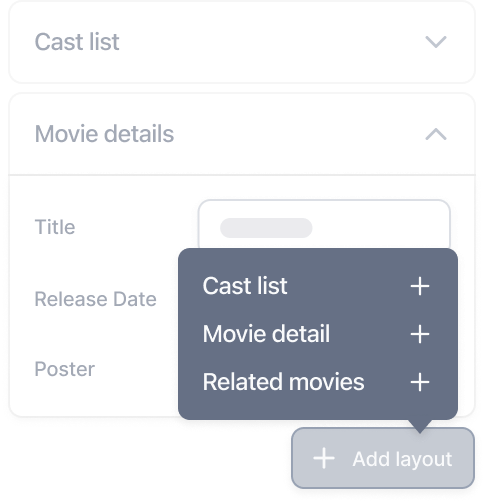 Cast list
Movie details
Title
Release Date
Poster
Cast list
Movie detail
Related movies
Add layout